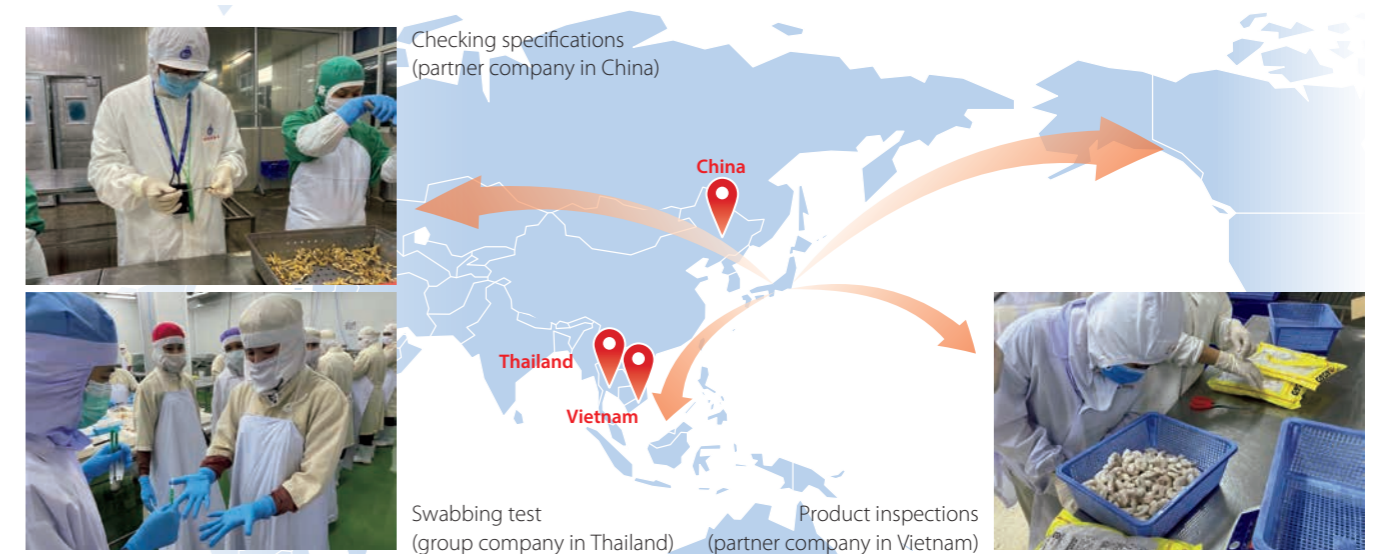 Checking specifications
(partner company in China)
China
Thailand
Vietnam
Swabbing test
(group company in Thailand)
Product inspections
(partner company in Vietnam)